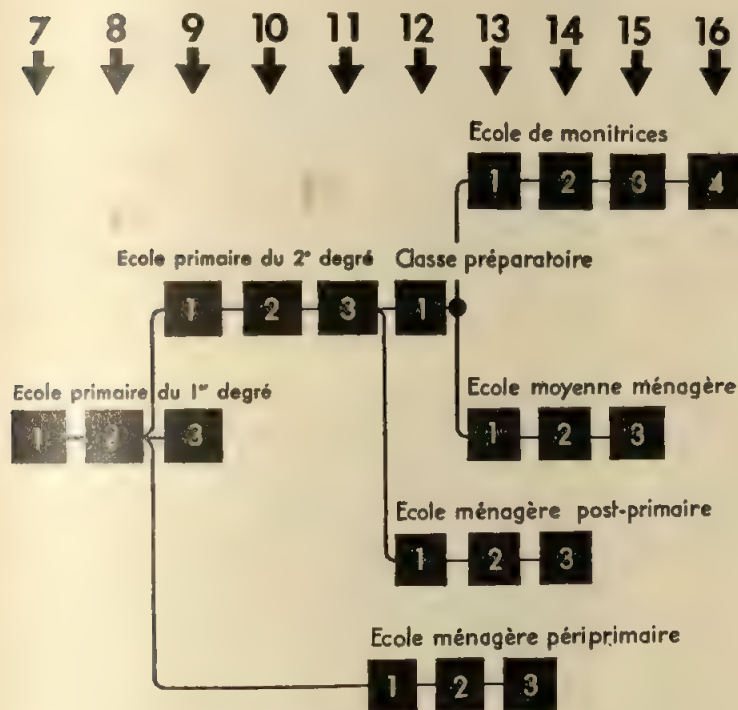 7 8 9 10 11 12 13 14 15 16
Ecole de monitrices
1 2 3 4
Ecole primaire du 2e degré Classe préparatoire
1 2 3 1
Ecole primaire du 1er degré Ecole moyenne ménagère
1 2 3 1 2 3
Ecole ménagère post-primaire
1 2 3
Ecole ménagère périprimaire
1 2 3